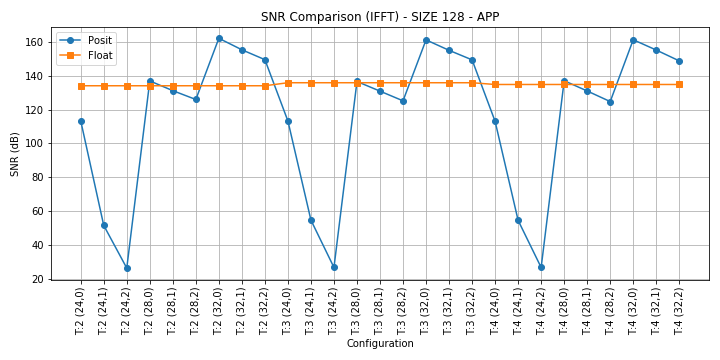 SNR Comparison (IFFT) - SIZE 128 - APP
Posit
Float
SNR (dB)
160
140
120
100
80
60
40
20
T:2 (24,0)
T:2 (24,1)
T:2 (24,2)
T:2 (28,0)
T:2 (28,1)
T:2 (28,2)
T:2 (32,0)
T:2 (32,1)
T:2 (32,2)
T:3 (24,0)
T:3 (24,1)
T:3 (24,2)
T:3 (28,0)
T:3 (28,1)
T:3 (28,2)
T:3 (32,0)
T:3 (32,1)
T:3 (32,2)
T:4 (24,0)
T:4 (24,1)
T:4 (24,2)
T:4 (28,0)
T:4 (28,1)
T:4 (28,2)
T:4 (32,0)
T:4 (32,1)
T:4 (32,2)
Configuration